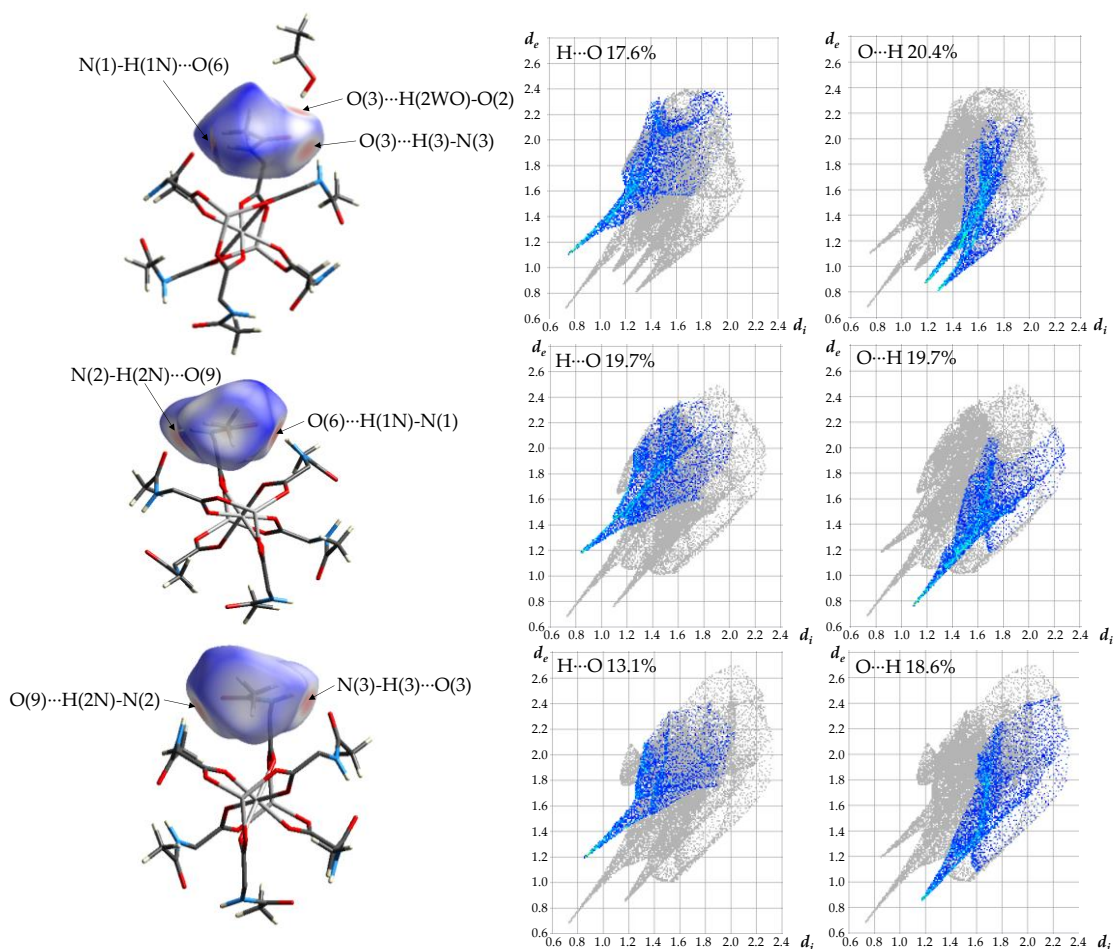 N(1)-H(1N)···O(6)
O(3)···H(2WO)-O(2)
O(3)···H(3)-N(3)
de
H···O 17.6%
2.6
2.4
2.2
2.0
1.8
1.6
1.4
1.2
1.0
0.8
0.6
0.6 0.8 1.0 1.2 1.4 1.6 1.8 2.0 2.2 2.4
di
de
O···H 20.4%
2.6
2.4
2.2
2.0
1.8
1.6
1.4
1.2
1.0
0.8
0.6
0.6 0.8 1.0 1.2 1.4 1.6 1.8 2.0 2.2 2.4
di
N(2)-H(2N)···O(9)
O(6)···H(1N)-N(1)
de
H···O 19.7%
2.6
2.4
2.2
2.0
1.8
1.6
1.4
1.2
1.0
0.8
0.6
0.6 0.8 1.0 1.2 1.4 1.6 1.8 2.0 2.2 2.4
di
de
O···H 19.7%
2.6
2.4
2.2
2.0
1.8
1.6
1.4
1.2
1.0
0.8
0.6
0.6 0.8 1.0 1.2 1.4 1.6 1.8 2.0 2.2 2.4
di
O(9)···H(2N)-N(2)
N(3)-H(3)···O(3)
de
H···O 13.1%
2.6
2.4
2.2
2.0
1.8
1.6
1.4
1.2
1.0
0.8
0.6
0.6 0.8 1.0 1.2 1.4 1.6 1.8 2.0 2.2 2.4
di
de
O···H 18.6%
2.6
2.4
2.2
2.0
1.8
1.6
1.4
1.2
1.0
0.8
0.6
0.6 0.8 1.0 1.2 1.4 1.6 1.8 2.0 2.2 2.4
di